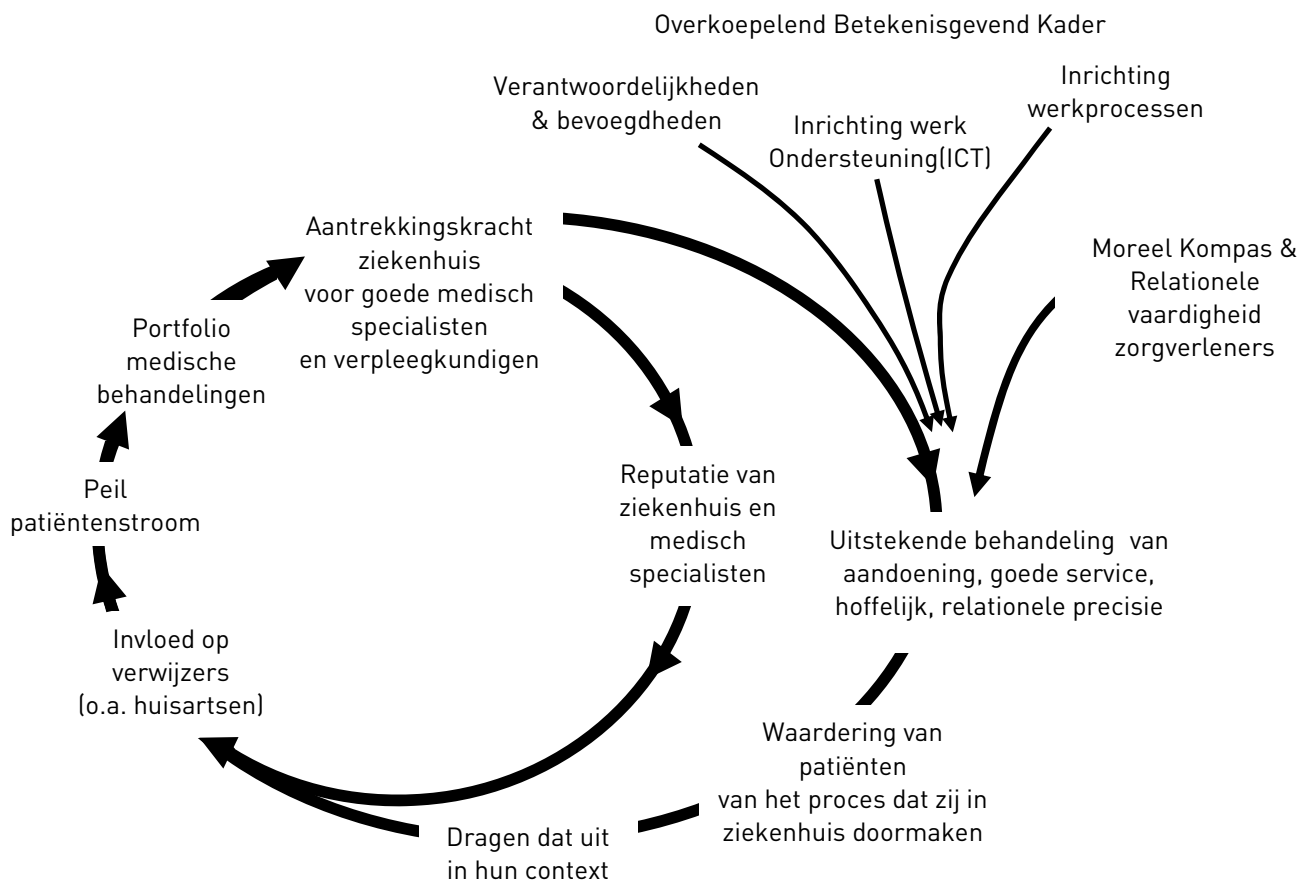 Overkoepelend Betekenisgevend Kader
Verantwoordelijkheden
& bevoegdheden
Inrichting werk
Ondersteuning(ICT)
Inrichting
werkprocessen
Moreel Kompas &
Relationele
vaardigheid
zorgverleners
Aantrekkingskracht
ziekenhuis
voor goede medisch
specialisten
en verpleegkundigen
Portfolio
medische
behandelingen
Peil
patiëntenstroom
Invloed op
verwijzers
(o.a. huisartsen)
Reputatie van
ziekenhuis en
medisch
specialisten
Uitstekende behandeling van
aandoening, goede service,
hoffelijk, relationele precisie
Waardering van
patiënten
van het proces dat zij in
ziekenhuis doormaken
Dragen dat uit
in hun context